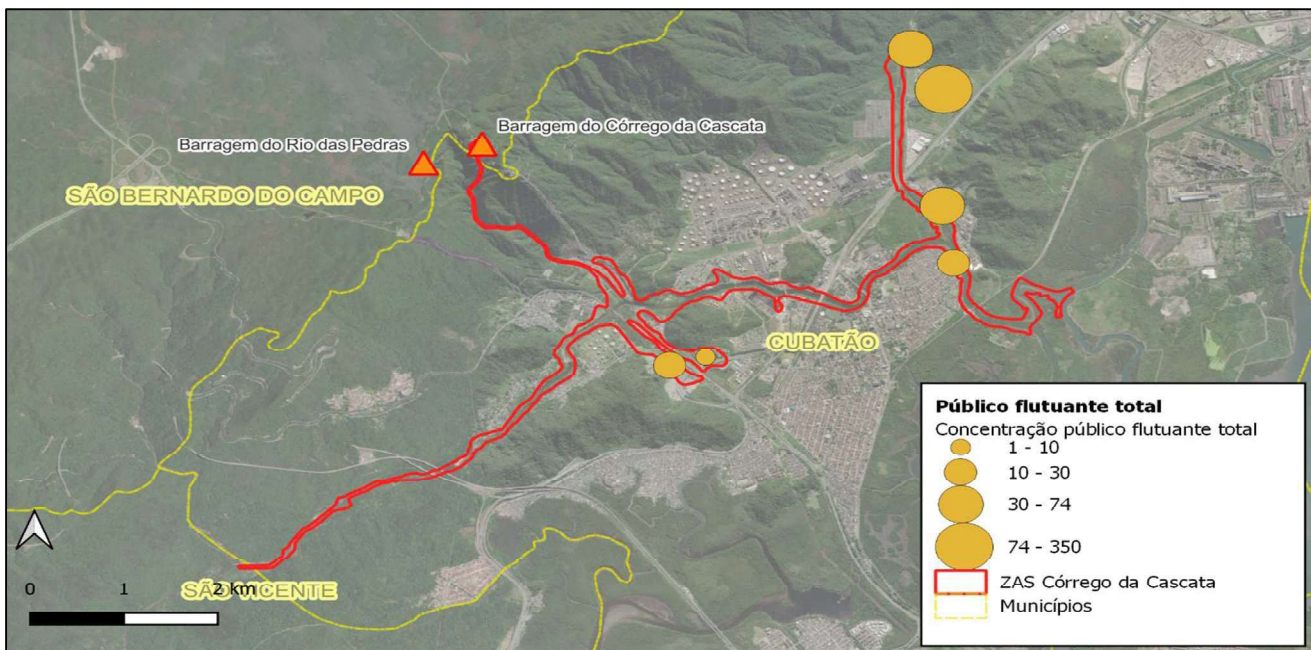 Barragem do Córrego da Cascata
Barragem do Rio das Pedras
SÃO BERNARDO DO CAMPO
CUBATÃO
SÃO VICENTE
0 1 2 km
Público flutuante total
Concentração público flutuante total
1 - 10
10 - 30
30 - 74
74 - 350
ZAS Córrego da Cascata
Municípios